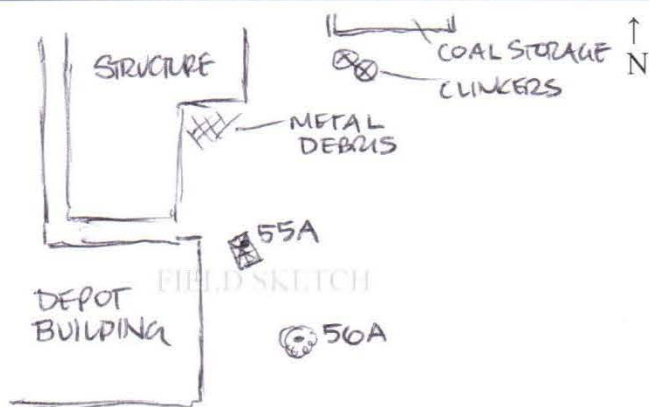 STRUCTURE
COAL STORAGE
CLINKERS
↑
N
METAL
DEBRIS
55A
FIELD SKETCH
DEPOT
BUILDING
56A